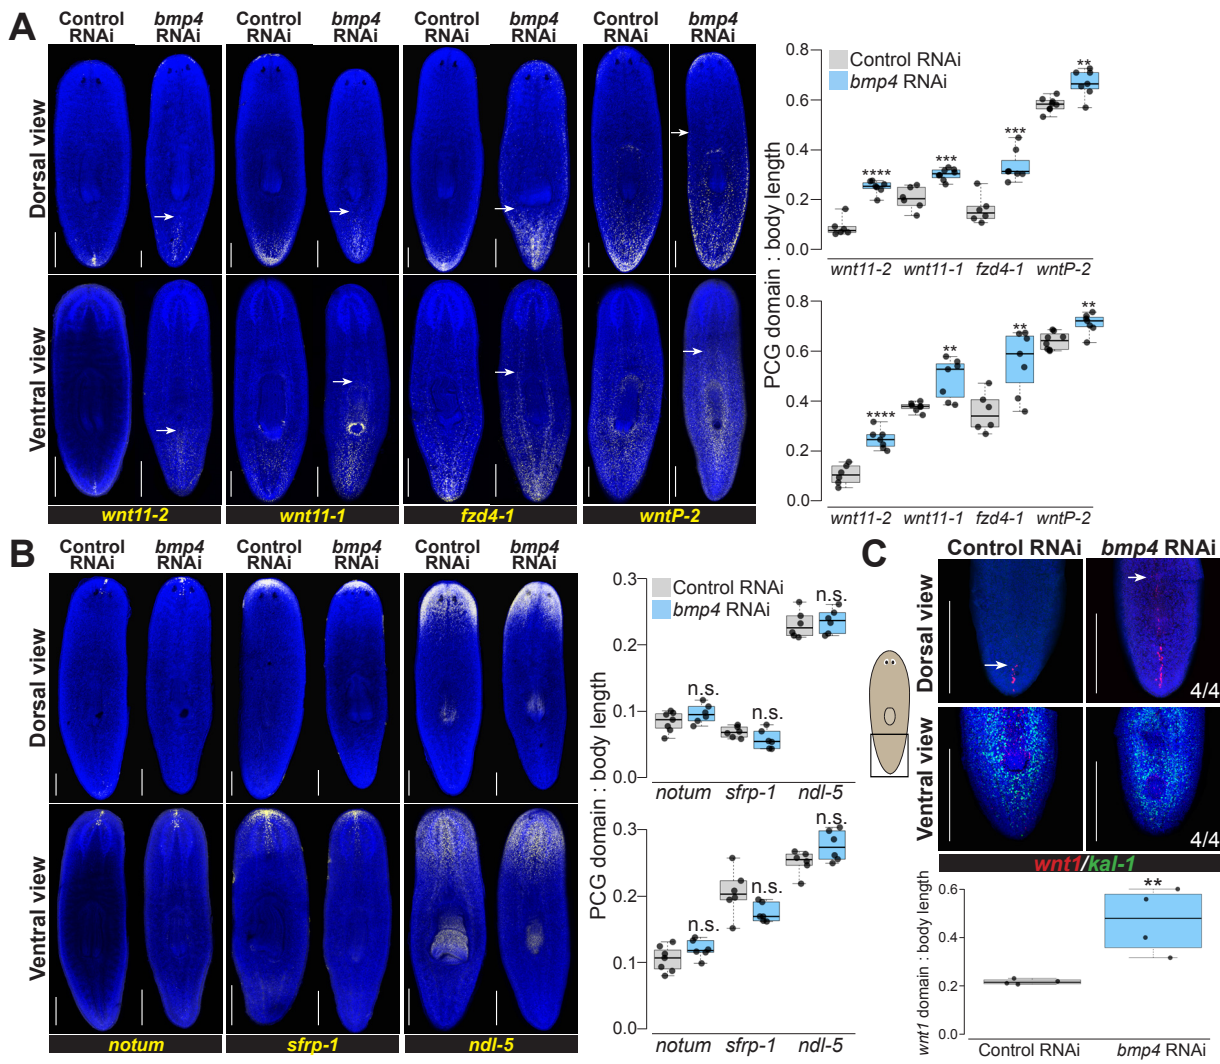 A
Control RNAi
bmp4 RNAi
Control RNAi
bmp4 RNAi
Control RNAi
bmp4 RNAi
Control RNAi
bmp4 RNAi
Dorsal view
Ventral view
wnt11-2
wnt11-1
fzd4-1
wntP-2
PCG domain : body length
0.8
0.6
0.4
0.2
0.0
Control RNAi
bmp4 RNAi
****
***
***
**
wnt11-2
wnt11-1
fzd4-1
wntP-2
0.8
0.6
0.4
0.2
0.0
****
**
**
**
wnt11-2
wnt11-1
fzd4-1
wntP-2
B
Control RNAi
bmp4 RNAi
Control RNAi
bmp4 RNAi
Control RNAi
bmp4 RNAi
Dorsal view
Ventral view
notum
sfrp-1
ndl-5
PCG domain : body length
0.3
0.2
0.1
0.0
Control RNAi
bmp4 RNAi
n.s.
n.s.
n.s.
notum
sfrp-1
ndl-5
0.3
0.2
0.1
0.0
n.s.
n.s.
n.s.
notum
sfrp-1
ndl-5
C
Control RNAi
bmp4 RNAi
Dorsal view
4/4
Ventral view
4/4
wnt1/kal-1
wnt1 domain : body length
0.6
0.4
0.2
0.0
**
Control RNAi
bmp4 RNAi